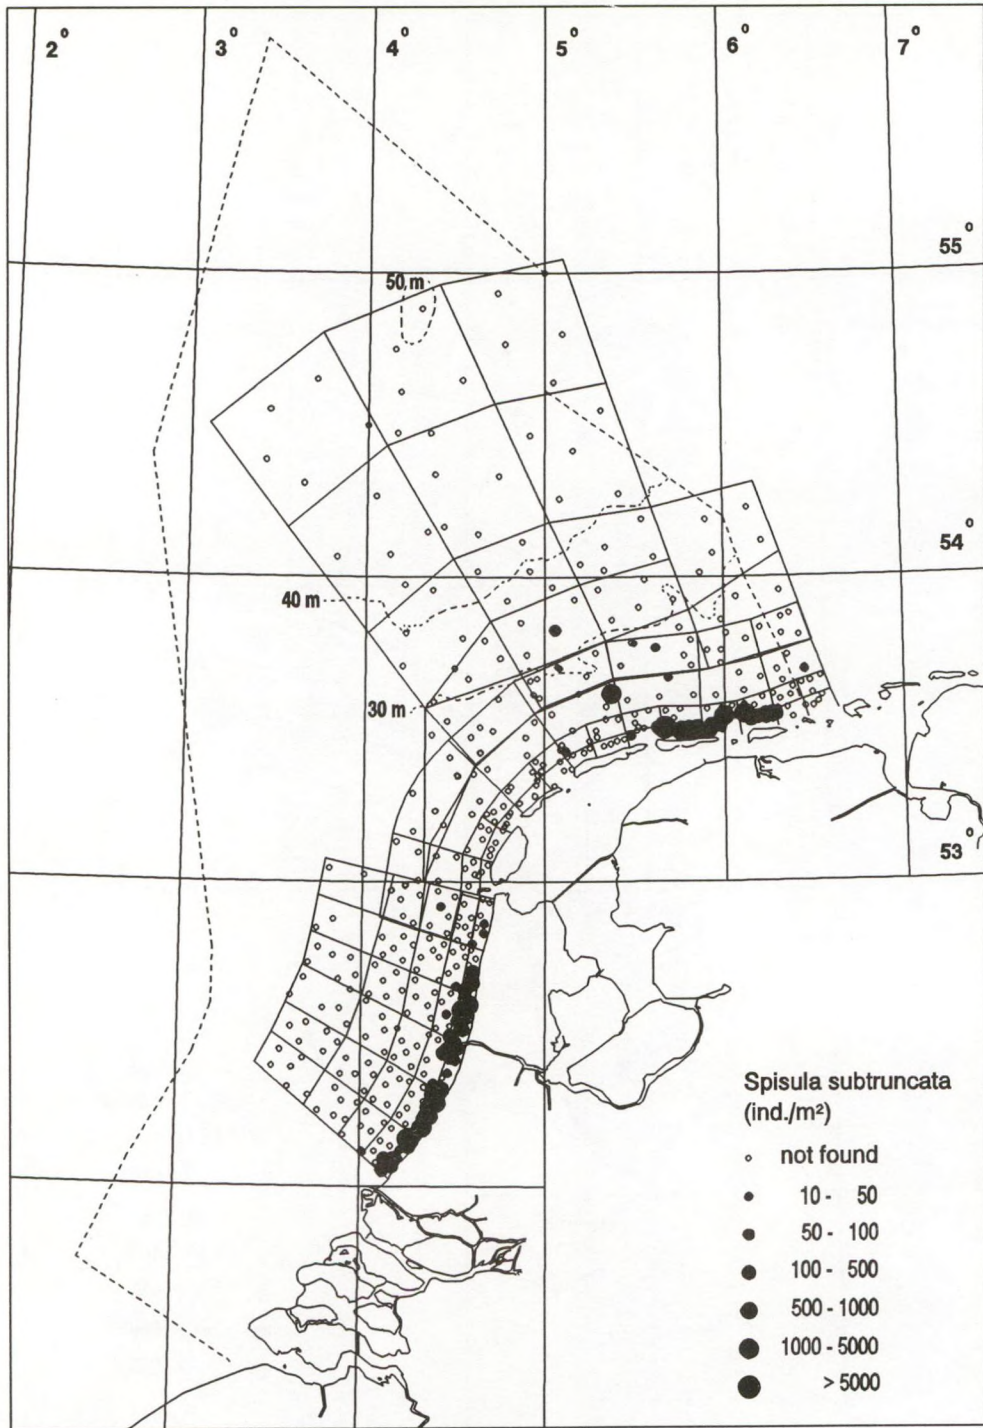 2° 3° 4° 5° 6° 7°
55°
50 m
54°
40 m
30 m
53°
Spisula subtruncata
(ind./m²)
not found
10 - 50
50 - 100
100 - 500
500 - 1000
1000 - 5000
> 5000